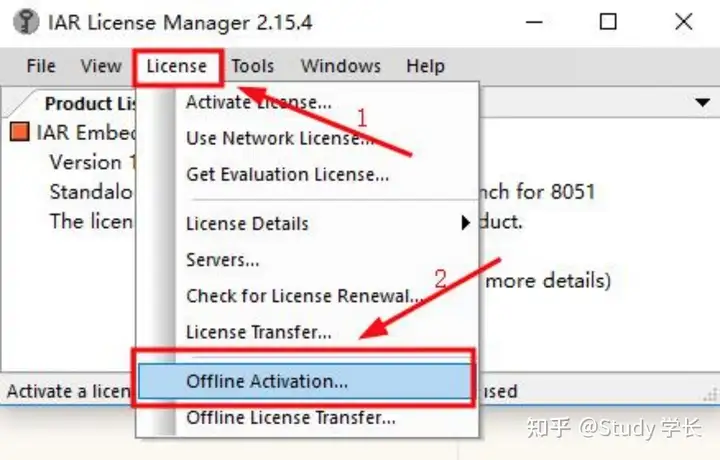 IAR License Manager 2.15.4
File View License Tools Windows Help
Product Lis
Activate License...
1
IAR Embed
Use Network License...
Version 1
Get Evaluation License...
Standalo
nch for 8051
The licen
License Details
duct.
Servers...
2
more details)
Check for License Renewal...
License Transfer...
Offline Activation...
Activate a licen
used
Offline License Transfer...
知乎 @Study 学长